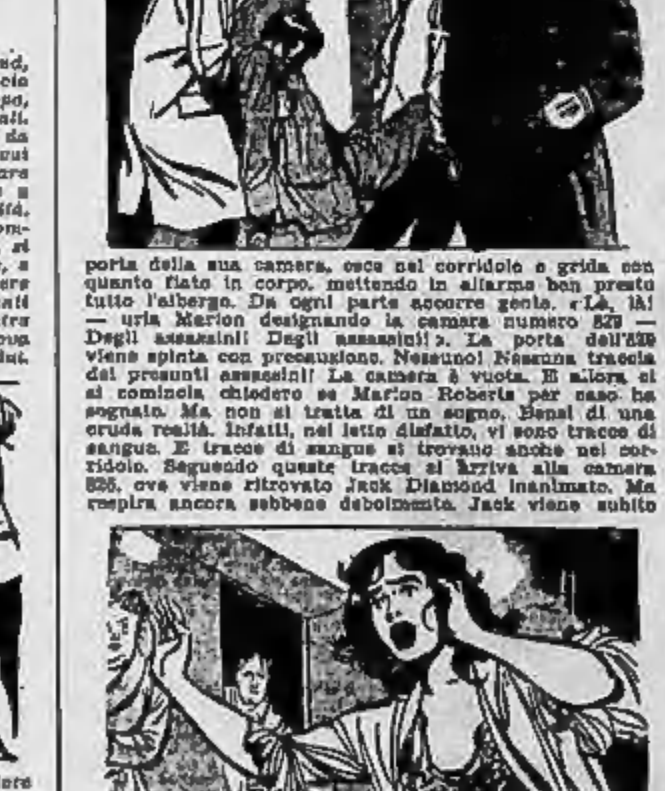 porta della sua camera, esce nel corridoio e grida con
quanto fiato in corpo, mettendo in allarme ben presto
tutto l'albergo. Da ogni parte accorre gente. «Là, là!
— urla Marion designando la camera numero 829 —
Degli assassini! Degli assassini!». La porta dell'829
viene spinta con precauzione. Nessuno! Nessuna traccia
dei presunti assassini! La camera è vuota. E allora ci
si comincia chiedere se Marion Roberts per caso ha
sognato. Ma non si tratta di un sogno. Bensì di una
cruda realtà. Infatti, nel letto disfatto, vi sono tracce di
sangue. E tracce di sangue si trovano anche nel cor-
ridoio. Seguendo queste tracce si arriva alla camera
ove viene ritrovato Jack Diamond inanimato. Ma
respira ancora sebbene debolmente. Jack viene subito